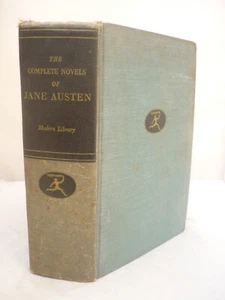 THE
COMPLETE NOVELS
of
JANE AUSTEN
Modern Library